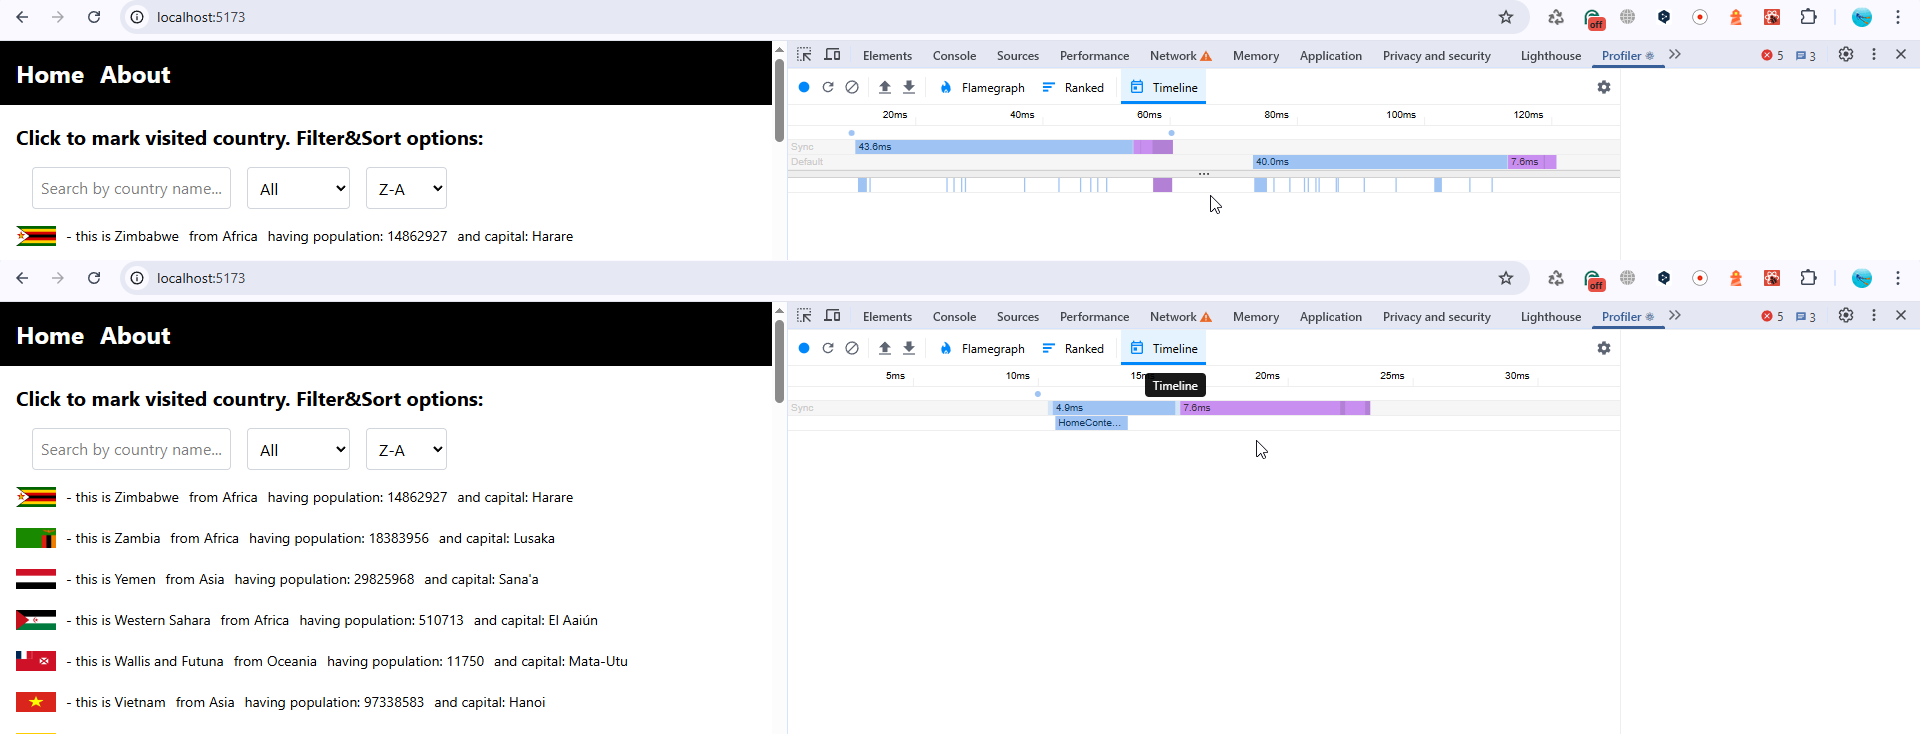 localhost:5173
off
Home About
Click to mark visited country. Filter&Sort options:
Search by country name... All Z-A
- this is Zimbabwe from Africa having population: 14862927 and capital: Harare
Elements Console Sources Performance Network Memory Application Privacy and security Lighthouse Profiler 5 3
Flamegraph Ranked Timeline
20ms 40ms 60ms 80ms 100ms 120ms
Sync 43.6ms
Default 40.0ms 7.6ms
localhost:5173
off
Home About
Click to mark visited country. Filter&Sort options:
Search by country name... All Z-A
- this is Zimbabwe from Africa having population: 14862927 and capital: Harare
- this is Zambia from Africa having population: 18383956 and capital: Lusaka
- this is Yemen from Asia having population: 29825968 and capital: Sana'a
- this is Western Sahara from Africa having population: 510713 and capital: El Aaiún
- this is Wallis and Futuna from Oceania having population: 11750 and capital: Mata-Utu
- this is Vietnam from Asia having population: 97338583 and capital: Hanoi
Elements Console Sources Performance Network Memory Application Privacy and security Lighthouse Profiler 5 3
Flamegraph Ranked Timeline
5ms 10ms 15ms 20ms 25ms 30ms
Timeline
Sync 4.9ms 7.6ms
HomeConte...